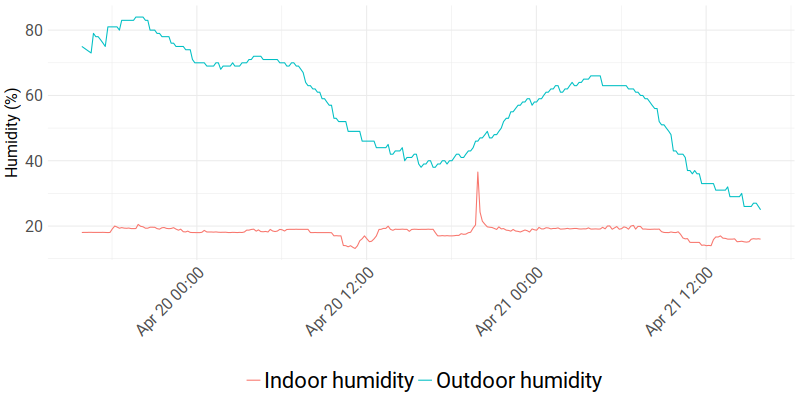 Humidity (%)
80
60
40
20
Apr 20 00:00
Apr 20 12:00
Apr 21 00:00
Apr 21 12:00
Indoor humidity Outdoor humidity